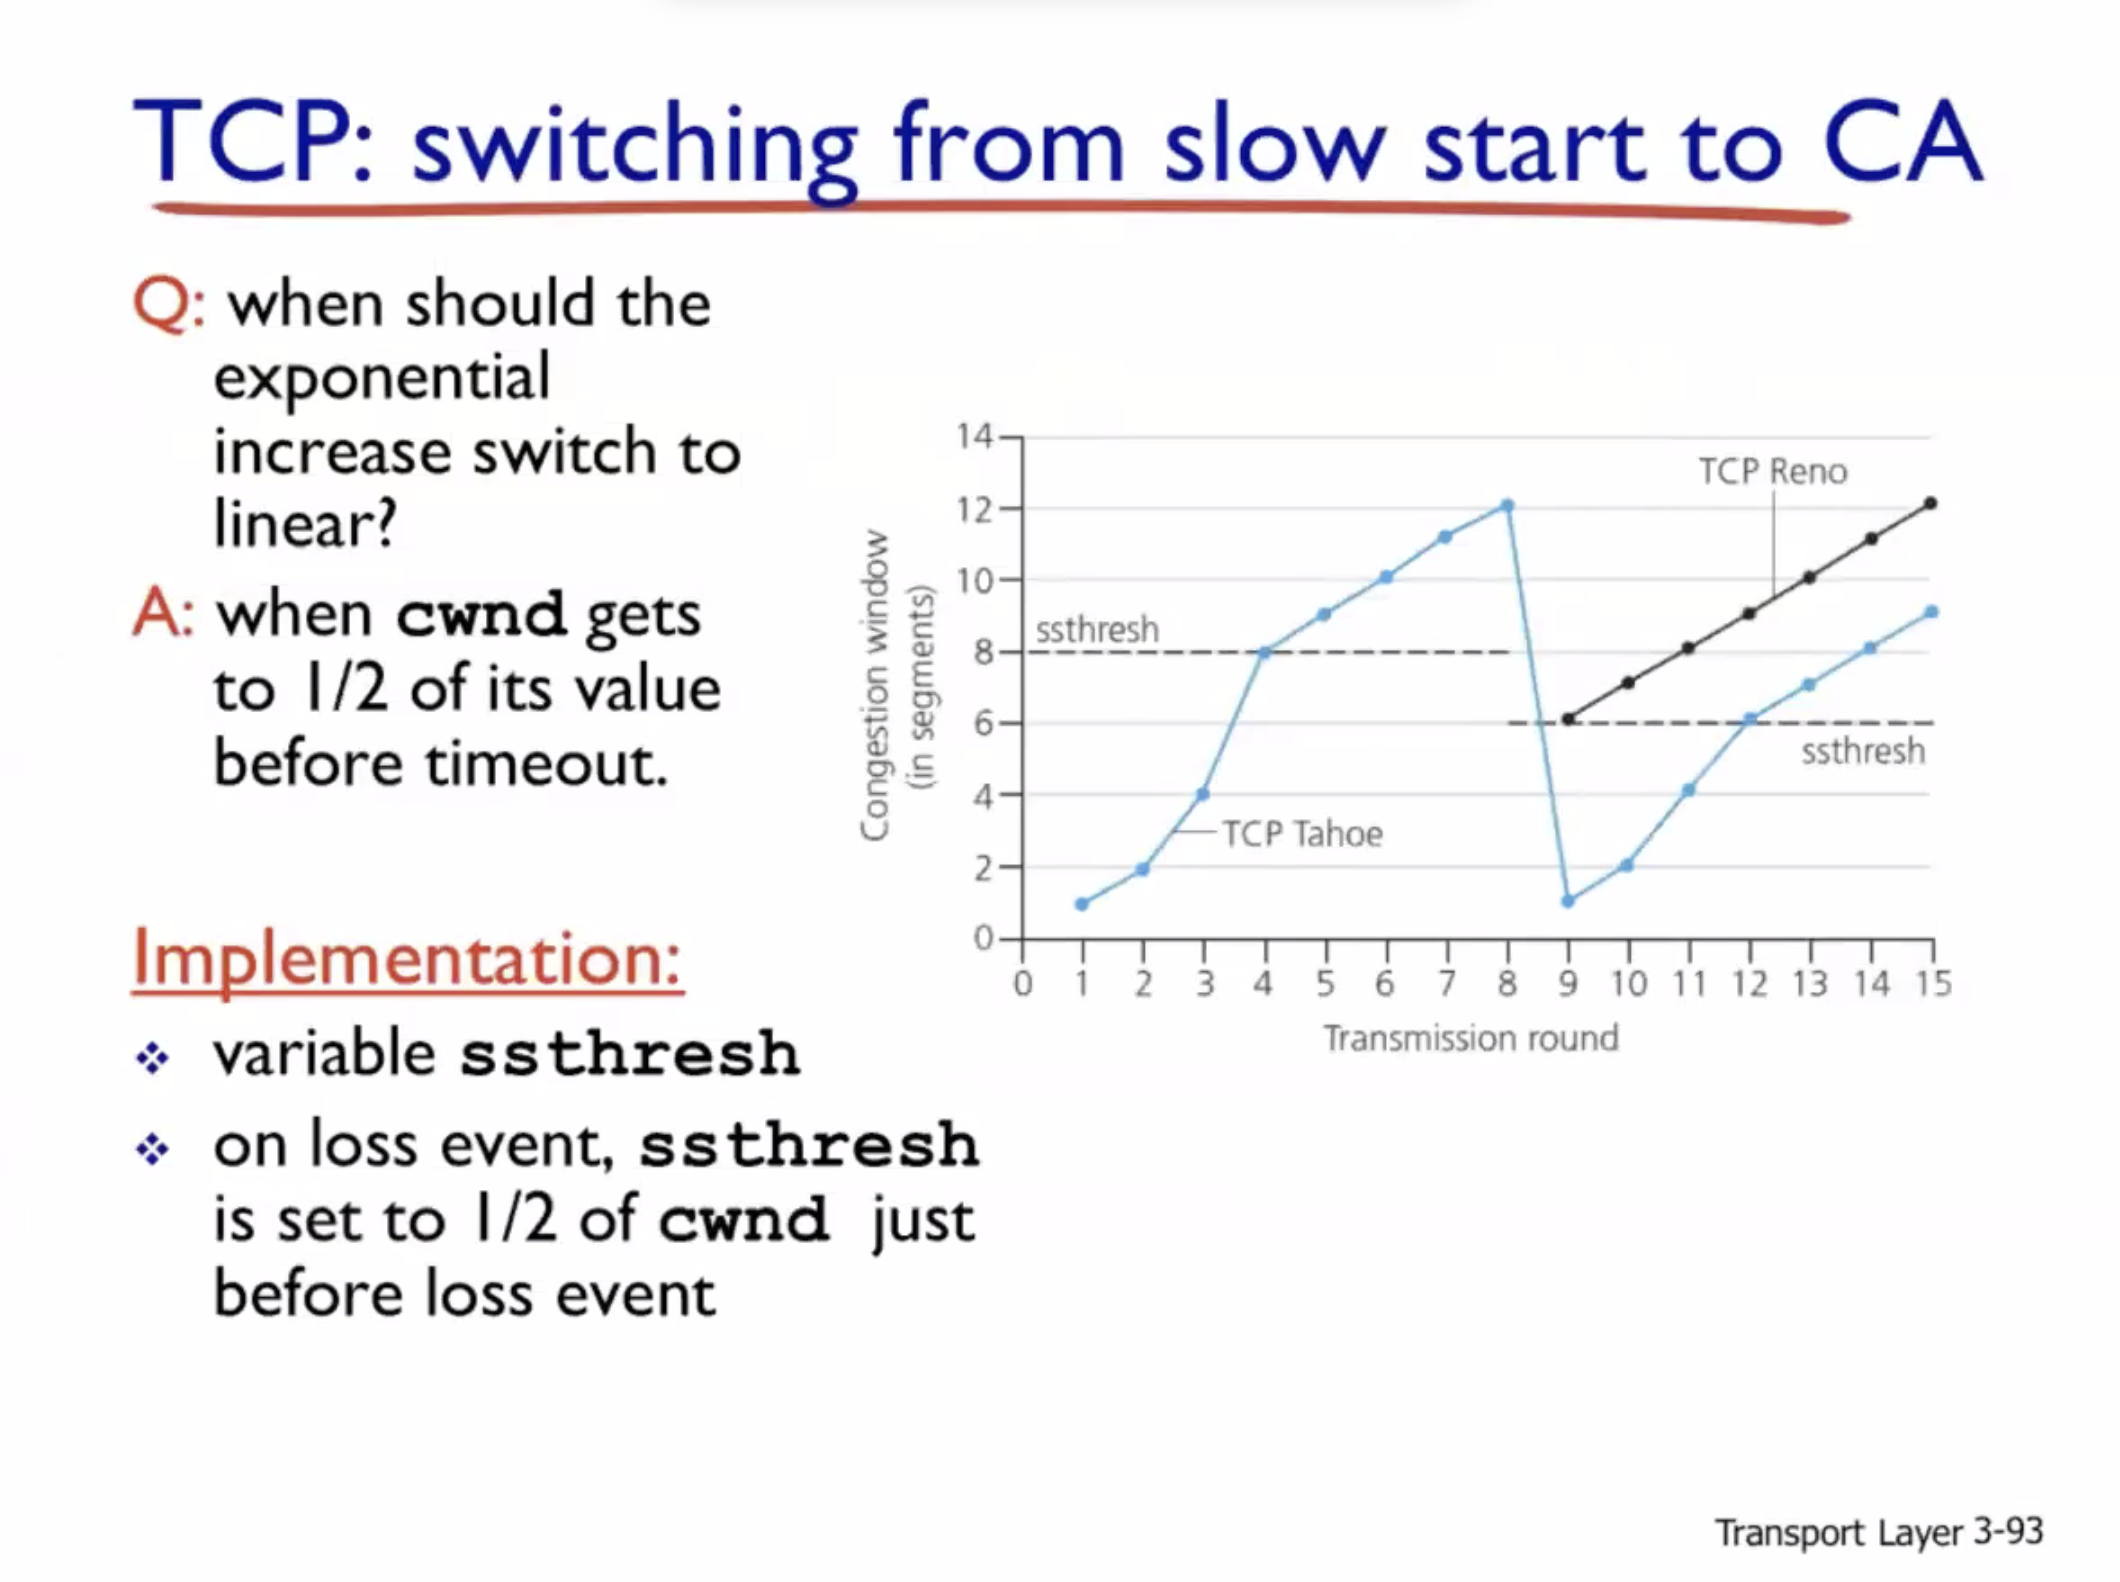 TCP: switching from slow start to CA
Q: when should the
exponential
increase switch to
linear?
A: when cwnd gets
to 1/2 of its value
before timeout.
Implementation:
❖ variable ssthresh
❖ on loss event, ssthresh
is set to 1/2 of cwnd just
before loss event
Congestion window
(in segments)
14
12
10
8
6
4
2
0
TCP Reno
ssthresh
ssthresh
TCP Tahoe
0 1 2 3 4 5 6 7 8 9 10 11 12 13 14 15
Transmission round
Transport Layer 3-93